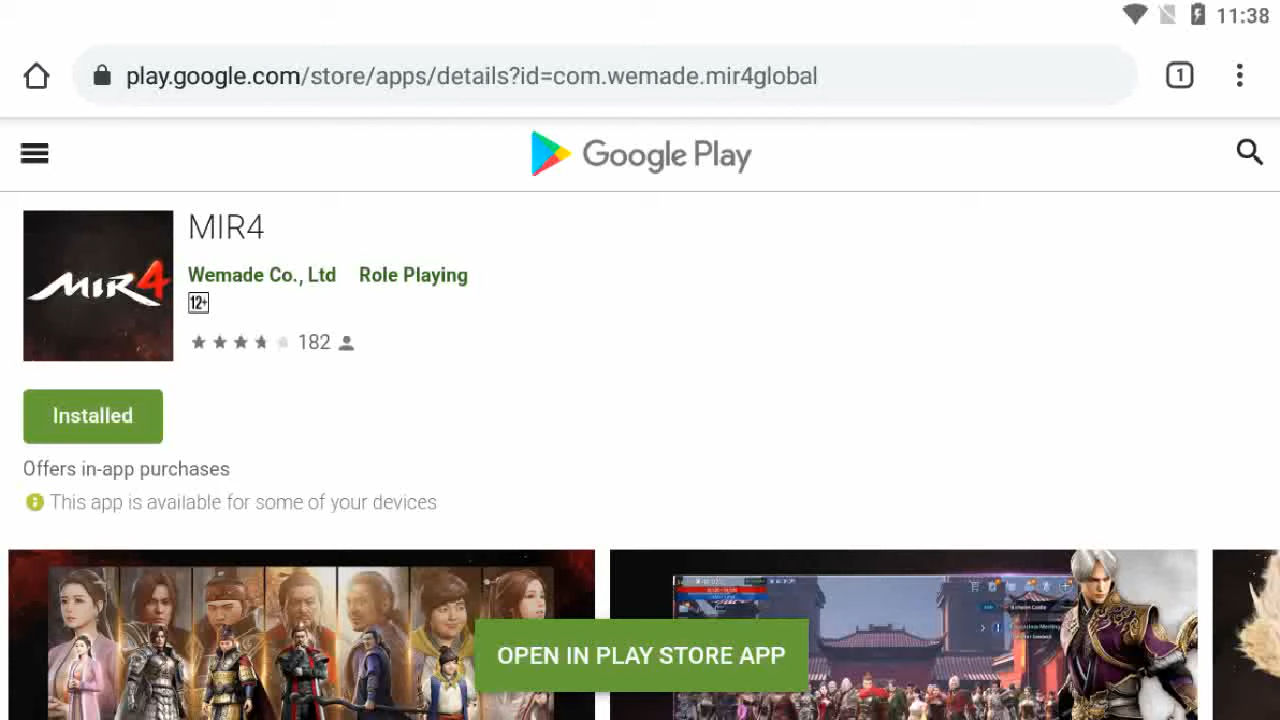 11:38
play.google.com/store/apps/details?id=com.wemade.mir4global
1
Google Play
MIR4
MIR4
Wemade Co., Ltd Role Playing
12+
182
Installed
Offers in-app purchases
This app is available for some of your devices
OPEN IN PLAY STORE APP